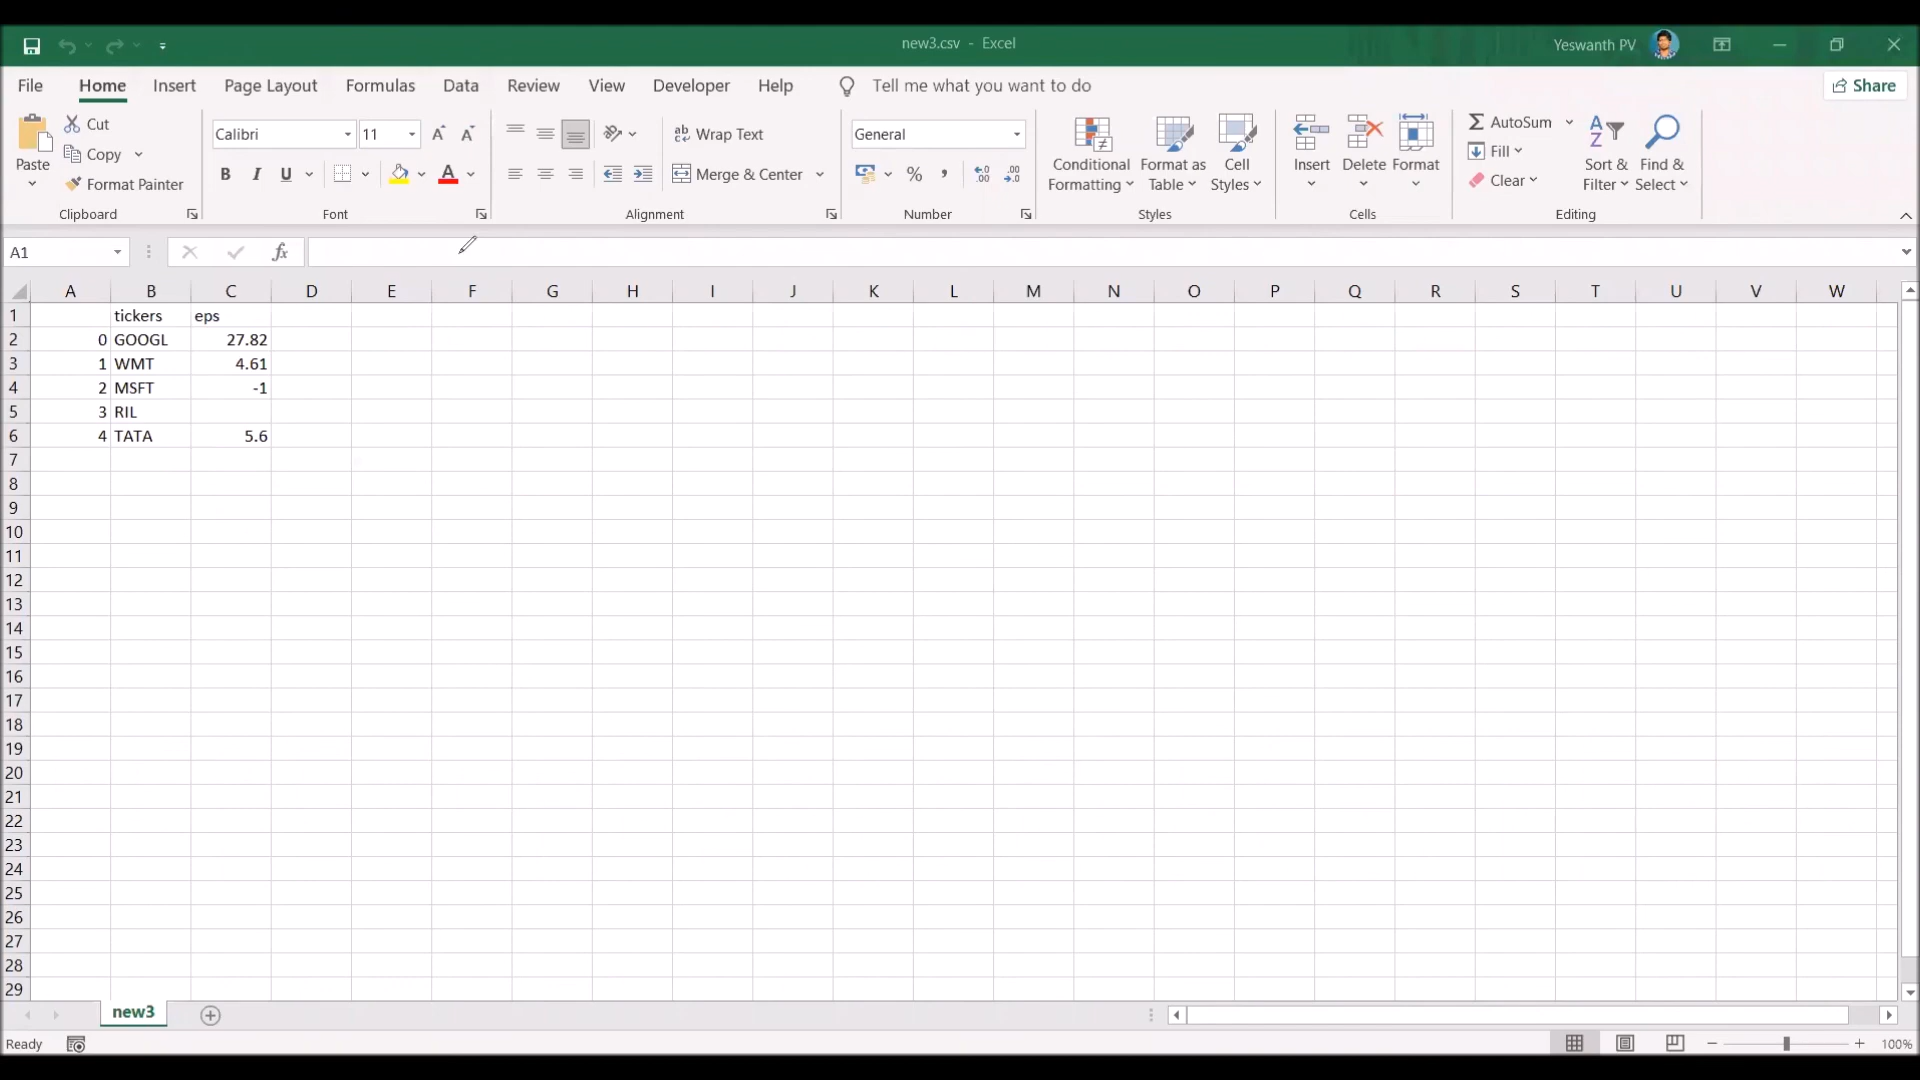 new3.csv - Excel
Yeswanth PV
File Home Insert Page Layout Formulas Data Review View Developer Help Tell me what you want to do Share
Paste
Cut
Copy
Format Painter
Clipboard
Calibri 11
B I U A
Font
Wrap Text
Merge & Center
Alignment
General
% ,
Number
Conditional Formatting
Format as Table
Cell Styles
Styles
Insert Delete Format
Cells
AutoSum
Fill
Clear
Sort & Filter
Find & Select
Editing
A1 fx
A B C D E F G H I J K L M N O P Q R S T U V W
1 tickers eps
2 0 GOOGL 27.82
3 1 WMT 4.61
4 2 MSFT -1
5 3 RIL
6 4 TATA 5.6
7
8
9
10
11
12
13
14
15
16
17
18
19
20
21
22
23
24
25
26
27
28
29
new3
Ready 100%